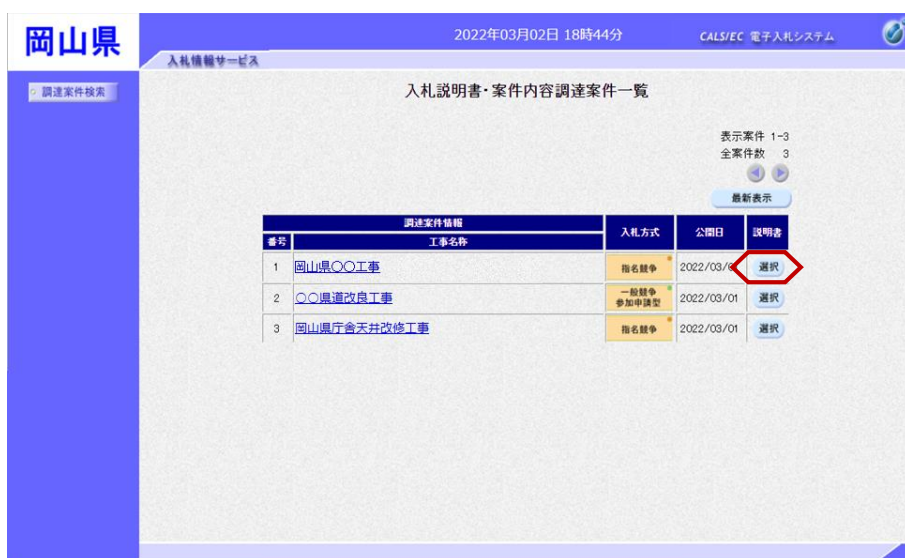 岡山県
2022年03月02日 18時44分
CALS/EC 電子入札システム
入札情報サービス
調達案件検索
入札説明書・案件内容調達案件一覧
表示案件 1-3
全案件数 3
最新表示
調達案件情報 入札方式 公開日 説明書
番号 工事名称
1 岡山県〇〇工事 指名競争 2022/03/0 選択
2 〇〇県道改良工事 一般競争 参加申請型 2022/03/01 選択
3 岡山県庁舎天井改修工事 指名競争 2022/03/01 選択